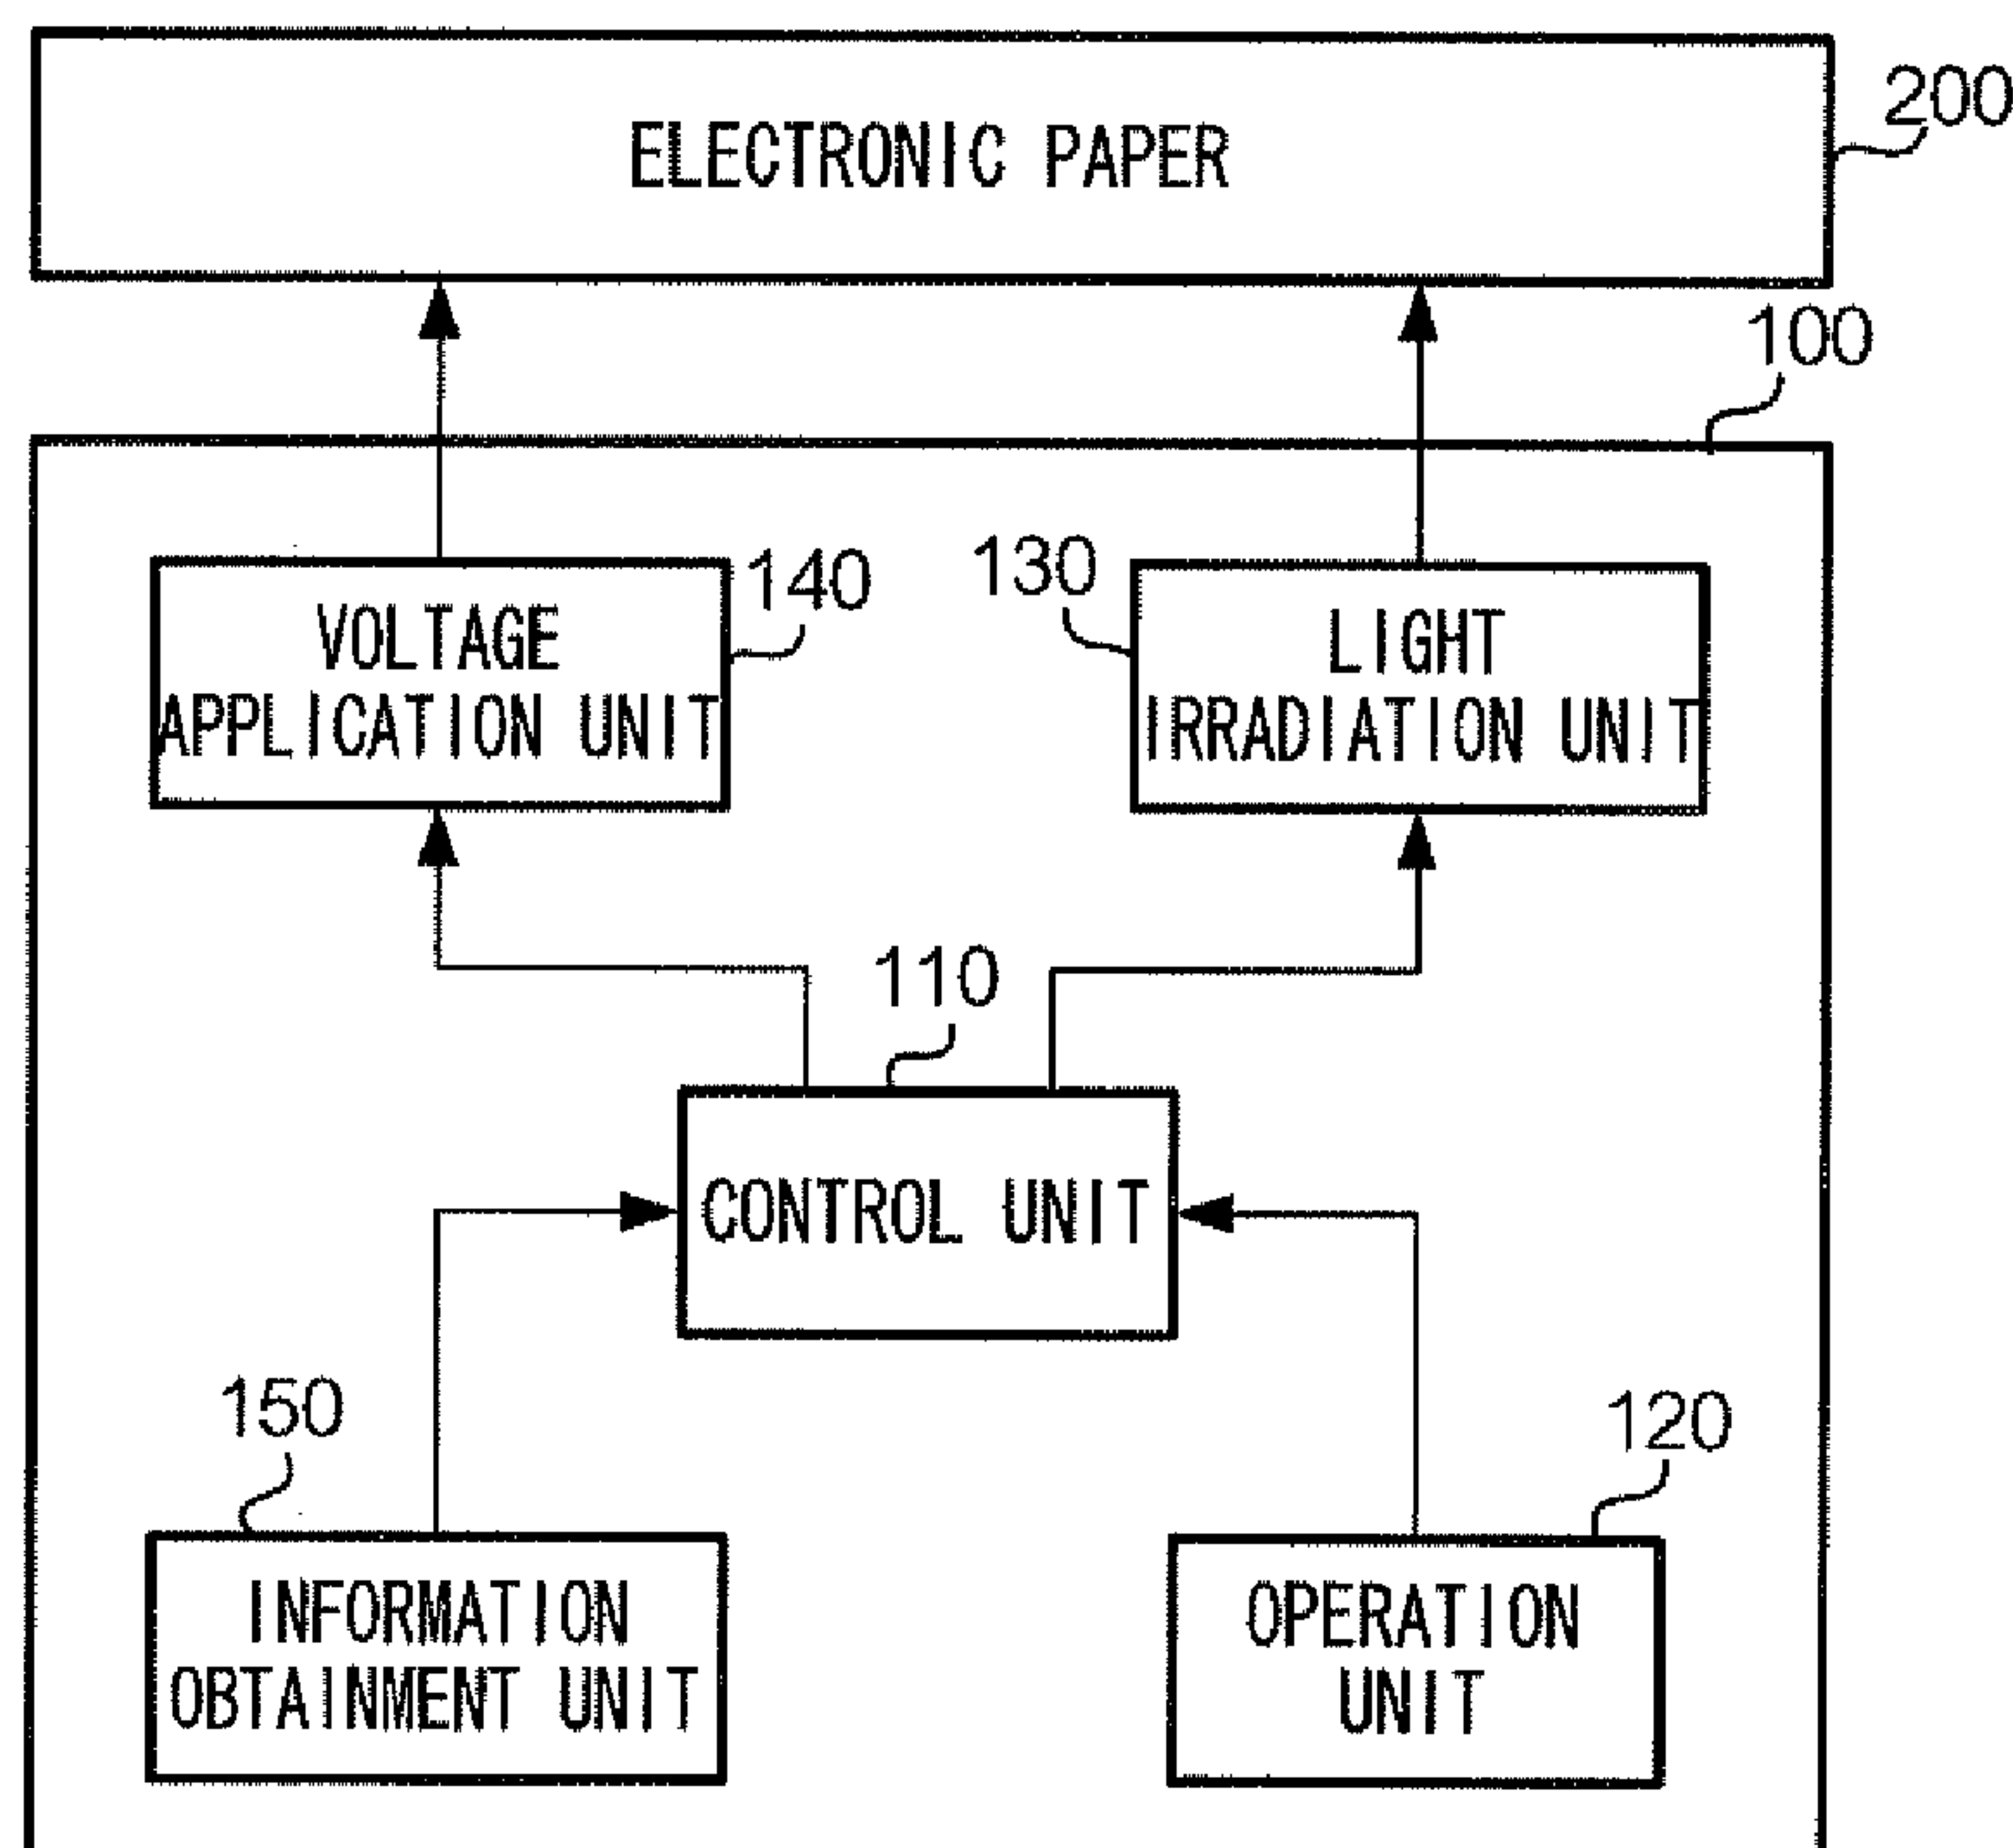 ELECTRONIC PAPER
200
100
VOLTAGE
APPLICATION UNIT
140
130
LIGHT
IRRADIATION UNIT
110
CONTROL UNIT
150
120
INFORMATION
OBTAINMENT UNIT
OPERATION
UNIT